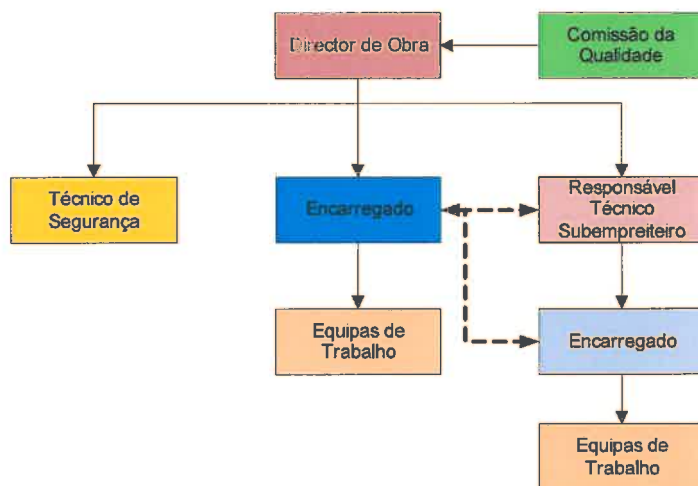 Director de Obra
Comissão da
Qualidade
Técnico de
Segurança
Encarregado
Responsável
Técnico
Subempreiteiro
Equipas de
Trabalho
Encarregado
Equipas de
Trabalho